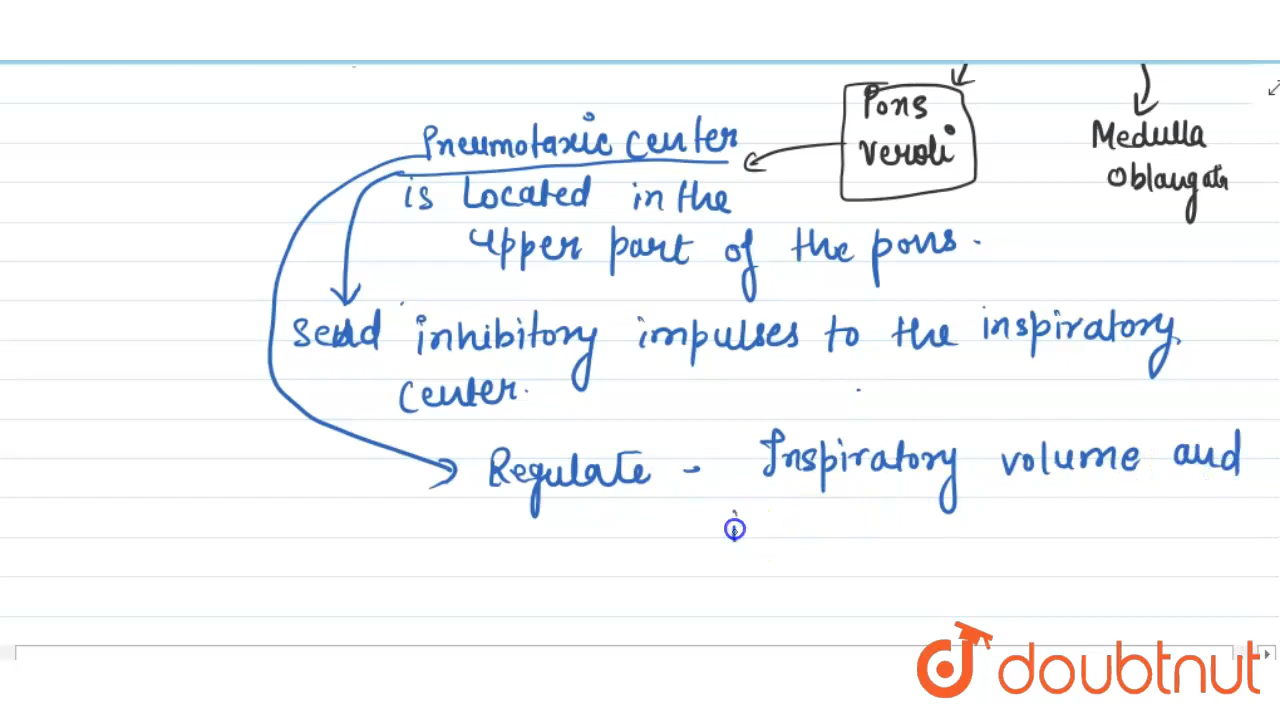 Pons
veroli
Medulla
Oblangata
Pneumotaxic center
is Located in the
upper part of the pons.
Send inhibitory impulses to the inspiratory
center.
Regulate - Inspiratory volume and
i
doubtnut